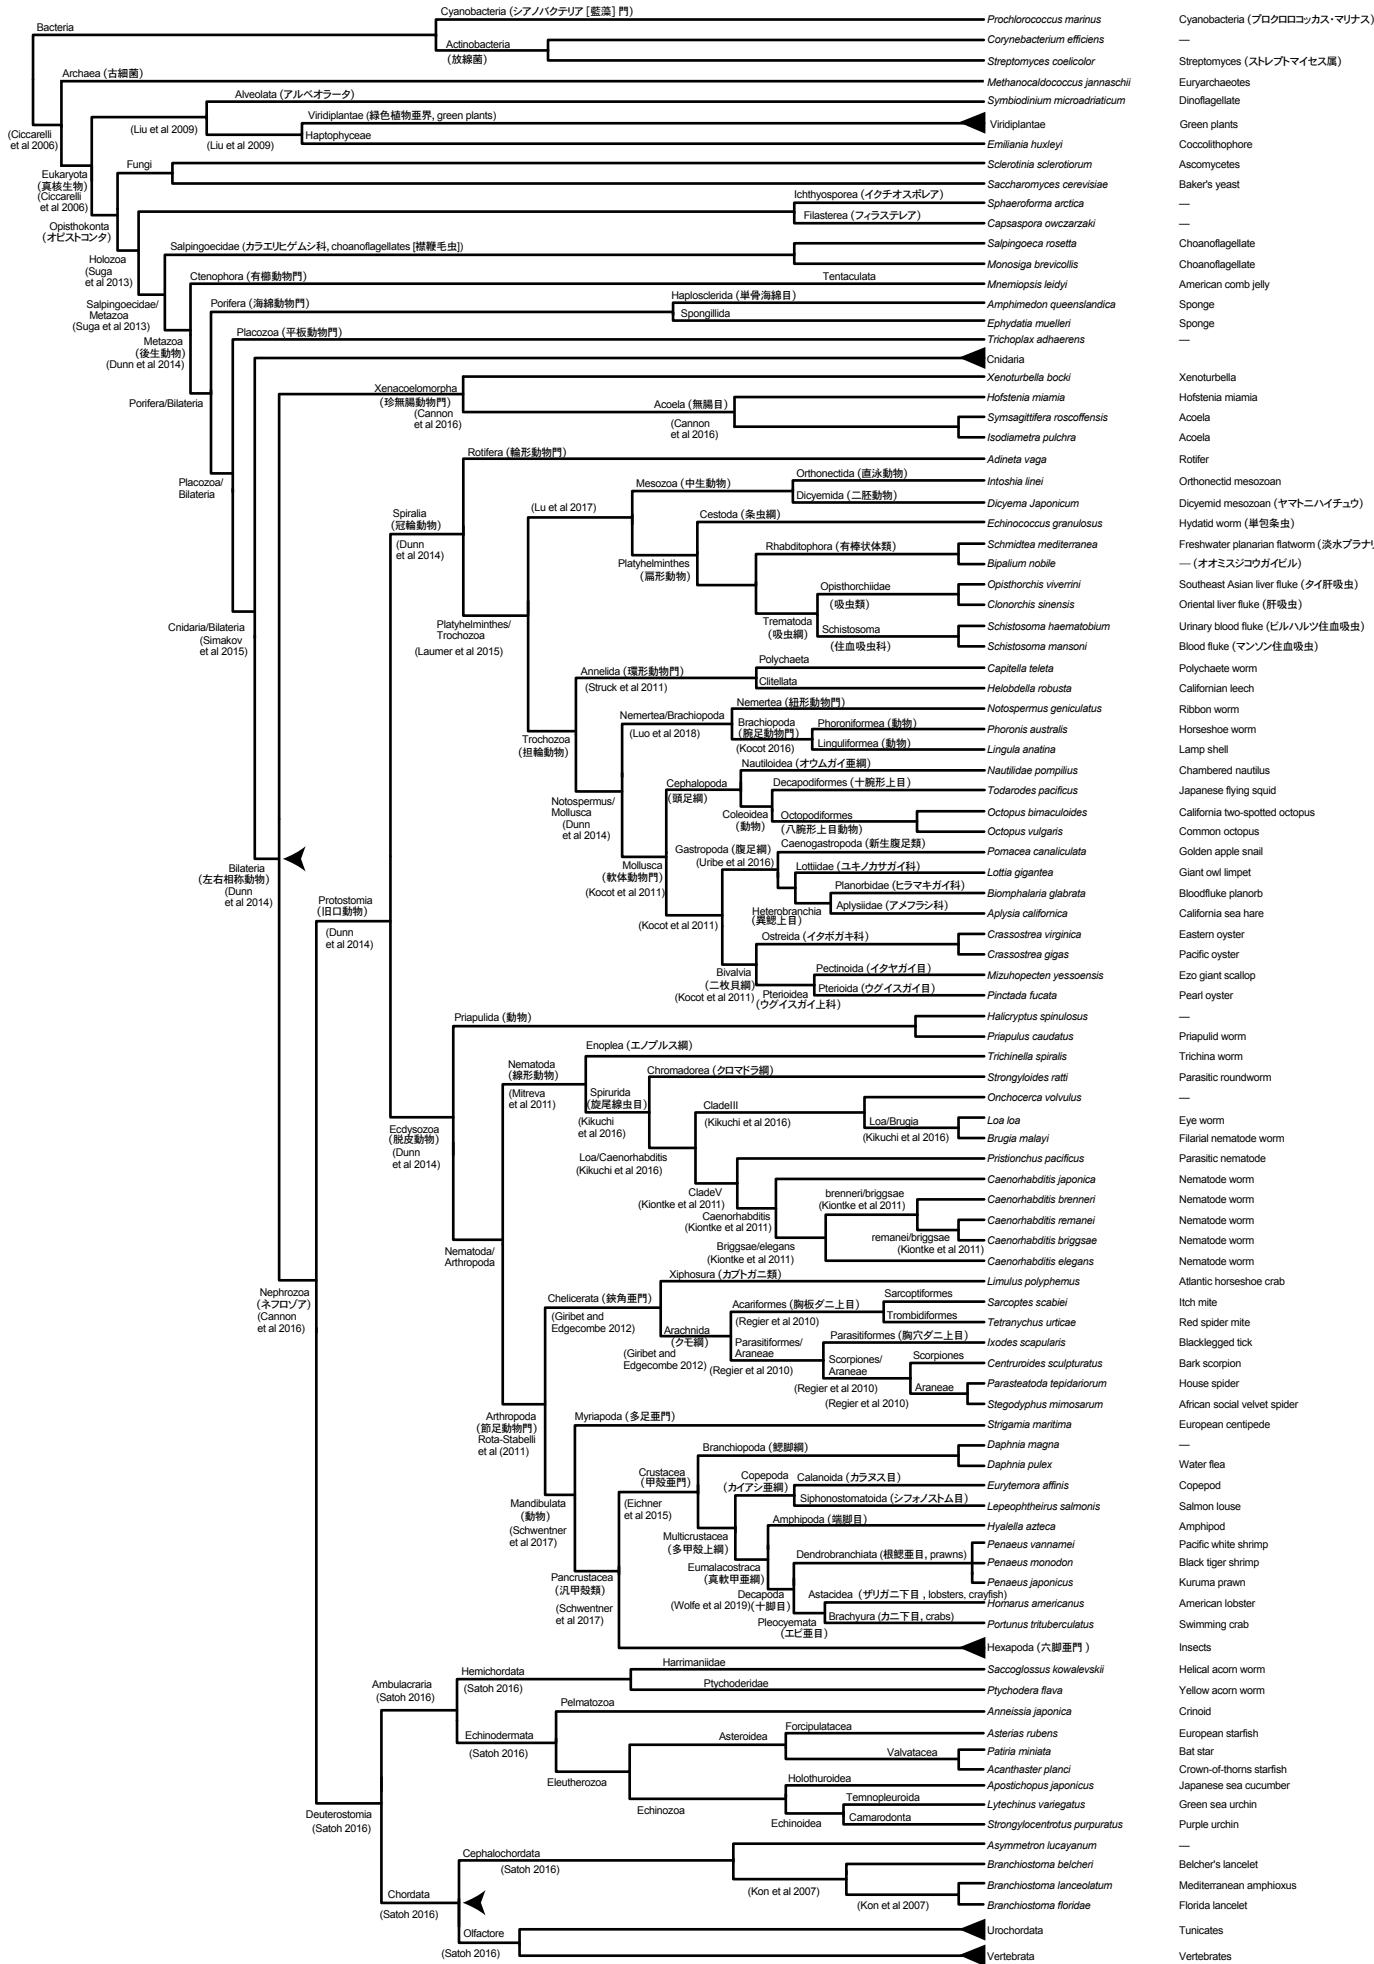 Cyanobacteria (シアノバクテリア [藍藻] 門)
Prochlorococcus marinus Cyanobacteria (プロクロロコッカス・マリナス)
Bacteria
Corynebacterium efficiens —
Actinobacteria
(放線菌)
Streptomyces coelicolor Streptomyces (ストレプトマイセス属)
Archaea (古細菌)
Methanocaldococcus jannaschii Euryarchaeotes
Alveolata (アルベオラータ)
Symbiodinium microadriaticum Dinoflagellate
(Liu et al 2009)
Viridiplantae (緑色植物亜界, green plants)
Viridiplantae Green plants
(Ciccarelli
et al 2006)
(Liu et al 2009)
Haptophyceae
Emiliania huxleyi Coccolithophore
Fungi
Sclerotinia sclerotiorum Ascomycetes
Eukaryota
(真核生物)
(Ciccarelli
et al 2006)
Saccharomyces cerevisiae Baker's yeast
Ichthyosporea (イクチオスポレア)
Sphaeroforma arctica —
Filasterea (フィラステレア)
Capsaspora owczarzaki —
Opisthokonta
(オピストコンタ)
Salpingoecidae (カラエリヒゲムシ科, choanoflagellates [襟鞭毛虫])
Salpingoeca rosetta Choanoflagellate
Holozoa
(Suga
et al 2013)
Monosiga brevicollis Choanoflagellate
Ctenophora (有櫛動物門)
Tentaculata
Mnemiopsis leidyi American comb jelly
Salpingoecidae/
Metazoa
(Suga et al 2013)
Porifera (海綿動物門)
Haplosclerida (単骨海綿目)
Amphimedon queenslandica Sponge
Spongillida
Ephydatia muelleri Sponge
Metazoa
(後生動物)
(Dunn et al 2014)
Placozoa (平板動物門)
Trichoplax adhaerens —
Cnidaria
Porifera/Bilateria
Xenacoelomorpha
(珍無腸動物門)
(Cannon
et al 2016)
Xenoturbella bocki Xenoturbella
Acoela (無腸目)
(Cannon
et al 2016)
Hofstenia miamia Hofstenia miamia
Symsagittifera roscoffensis Acoela
Isodiametra pulchra Acoela
Placozoa/
Bilateria
Rotifera (輪形動物門)
Adineta vaga Rotifer
Spiralia
(冠輪動物)
(Dunn
et al 2014)
(Lu et al 2017)
Mesozoa (中生動物)
Orthonectida (直泳動物)
Intoshia linei Orthonectid mesozoan
Dicyemida (二胚動物)
Dicyema Japonicum Dicyemid mesozoan (ヤマトニハイチュウ)
Cestoda (条虫綱)
Echinococcus granulosus Hydatid worm (単包条虫)
Platyhelminthes
(扁形動物)
Rhabditophora (有棒状体類)
Schmidtea mediterranea Freshwater planarian flatworm (淡水プラナリ
Bipalium nobile — (オオミスジコウガイビル)
Opisthorchiidae
(吸虫類)
Opisthorchis viverrini Southeast Asian liver fluke (タイ肝吸虫)
Clonorchis sinensis Oriental liver fluke (肝吸虫)
Trematoda
(吸虫綱)
Schistosoma
(住血吸虫科)
Schistosoma haematobium Urinary blood fluke (ビルハルツ住血吸虫)
Schistosoma mansoni Blood fluke (マンソン住血吸虫)
Cnidaria/Bilateria
(Simakov
et al 2015)
Platyhelminthes/
Trochozoa
(Laumer et al 2015)
Annelida (環形動物門)
(Struck et al 2011)
Polychaeta
Capitella teleta Polychaete worm
Clitellata
Helobdella robusta Californian leech
Trochozoa
(担輪動物)
Nemertea/Brachiopoda
(Luo et al 2018)
Nemertea (紐形動物門)
Notospermus geniculatus Ribbon worm
Brachiopoda
(腕足動物門)
(Kocot 2016)
Phoroniformea (動物)
Phoronis australis Horseshoe worm
Linguliformea (動物)
Lingula anatina Lamp shell
Notospermus/
Mollusca
(Dunn
et al 2014)
Cephalopoda
(頭足綱)
Nautiloidea (オウムガイ亜綱)
Nautilidae pompilius Chambered nautilus
Coleoidea
(動物)
Decapodiformes (十腕形上目)
Todarodes pacificus Japanese flying squid
Octopodiformes
(八腕形上目動物)
Octopus bimaculoides California two-spotted octopus
Octopus vulgaris Common octopus
Mollusca
(軟体動物門)
(Kocot et al 2011)
Gastropoda (腹足綱)
(Uribe et 2016)
Caenogastropoda (新生腹足類)
Pomacea canaliculata Golden apple snail
Lottiidae (ユキノカサガイ科)
Lottia gigantea Giant owl limpet
Planorbidae (ヒラマキガイ科)
Biomphalaria glabrata Bloodfluke planorb
Heterobranchia
(異鰓上目)
Aplysiidae (アメフラシ科)
Aplysia californica California sea hare
(Kocot et al 2011)
Ostreida (イタボガキ科)
Crassostrea virginica Eastern oyster
Crassostrea gigas Pacific oyster
Bivalvia
(二枚貝綱)
(Kocot et al 2011)
Pectinoida (イタヤガイ目)
Mizuhopecten yessoensis Ezo giant scallop
Pterioidea
(ウグイスガイ上科)
Pterioida (ウグイスガイ目)
Pinctada fucata Pearl oyster
Bilateria
(左右相称動物)
(Dunn
et al 2014)
Protostomia
(旧口動物)
(Dunn
et al 2014)
Priapulida (動物)
Halicryptus spinulosus —
Priapulus caudatus Priapulid worm
Nematoda
(線形動物)
(Mitreva
et al 2011)
Enoplea (エノプルス綱)
Trichinella spiralis Trichina worm
Spirurida
(旋尾線虫目)
(Kikuchi
et al 2016)
Chromadorea (クロマドラ綱)
Strongyloides ratti Parasitic roundworm
CladeIII
(Kikuchi et al 2016)
Onchocerca volvulus —
Loa/Brugia
(Kikuchi et al 2016)
Loa loa Eye worm
Brugia malayi Filarial nematode worm
Ecdysozoa
(脱皮動物)
(Dunn
et al 2014)
Loa/Caenorhabditis
(Kikuchi et al 2016)
Pristionchus pacificus Parasitic nematode
CladeV
(Kiontke et al 2011)
Caenorhabditis japonica Nematode worm
Caenorhabditis
(Kiontke et al 2011)
brenneri/briggsae
(Kiontke et al 2011)
Caenorhabditis brenneri Nematode worm
Caenorhabditis remanei Nematode worm
remanei/briggsae
(Kiontke et al 2011)
Caenorhabditis briggsae Nematode worm
Briggsae/elegans
(Kiontke et al 2011)
Caenorhabditis elegans Nematode worm
Nematoda/
Arthropoda
Nephrozoa
(ネフロゾア)
(Cannon
et al 2016)
Chelicerata (鋏角亜門)
(Giribet and
Edgecombe 2012)
Xiphosura (カブトガニ類)
Limulus polyphemus Atlantic horseshoe crab
Arachnida
(クモ綱)
(Giribet and
Edgecombe 2012)
Acariformes (胸板ダニ上目)
(Regier et al 2010)
Sarcoptiformes
Sarcoptes scabiei Itch mite
Trombidiformes
Tetranychus urticae Red spider mite
Parasitiformes/
Araneae
(Regier et al 2010)
Parasitiformes (胸穴ダニ上目)
Ixodes scapularis Blacklegged tick
Scorpiones/
Araneae
(Regier et al 2010)
Scorpiones
Centruroides sculpturatus Bark scorpion
Araneae
(Regier et al 2010)
Parasteatoda tepidariorum House spider
Stegodyphus mimosarum African social velvet spider
Arthropoda
(節足動物門)
Rota-Stabelli
et al (2011)
Myriapoda (多足亜門)
Strigamia maritima European centipede
Branchiopoda (鰓脚綱)
Daphnia magna —
Daphnia pulex Water flea
Crustacea
(甲殻亜門)
(Eichner
et al 2015)
Copepoda
(カイアシ亜綱)
Calanoida (カラヌス目)
Eurytemora affinis Copepod
Siphonostomatoida (シフォノストム目)
Lepeophtheirus salmonis Salmon louse
Mandibulata
(動物)
(Schwentner
et al 2017)
Multicrustacea
(多甲殻上綱)
Amphipoda (端脚目)
Hyalella azteca Amphipod
Eumalacostraca
(真軟甲亜綱)
Dendrobranchiata (根鰓亜目, prawns)
Penaeus vannamei Pacific white shrimp
Penaeus monodon Black tiger shrimp
Penaeus japonicus Kuruma prawn
Pancrustacea
(汎甲殻類)
(Schwentner
et al 2017)
Decapoda
(Wolfe et al 2019)(十脚目)
Astacidea (ザリガニ下目 , lobsters, crayfish)
Homarus americanus American lobster
Pleocyemata
(エビ亜目)
Brachyura (カニ下目, crabs)
Portunus trituberculatus Swimming crab
Hexapoda (六脚亜門 ) Insects
Ambulacraria
(Satoh 2016)
Hemichordata
(Satoh 2016)
Harrimaniidae
Saccoglossus kowalevskii Helical acorn worm
Ptychoderidae
Ptychodera flava Yellow acorn worm
Pelmatozoa
Anneissia japonica Crinoid
Echinodermata
(Satoh 2016)
Asteroidea
Forcipulatacea
Asterias rubens European starfish
Valvatacea
Patiria miniata Bat star
Acanthaster planci Crown-of-thorns starfish
Eleutherozoa
Holothuroidea
Apostichopus japonicus Japanese sea cucumber
Echinozoa
Temnopleuroida
Lytechinus variegatus Green sea urchin
Echinoidea
Camarodonta
Strongylocentrotus purpuratus Purple urchin
Deuterostomia
(Satoh 2016)
Cephalochordata
(Satoh 2016)
Asymmetron lucayanum —
Branchiostoma belcheri Belcher's lancelet
(Kon et al 2007)
Branchiostoma lanceolatum Mediterranean amphioxus
(Kon et al 2007)
Branchiostoma floridae Florida lancelet
Chordata
(Satoh 2016)
Olfactore
(Satoh 2016)
Urochordata Tunicates
Vertebrata Vertebrates